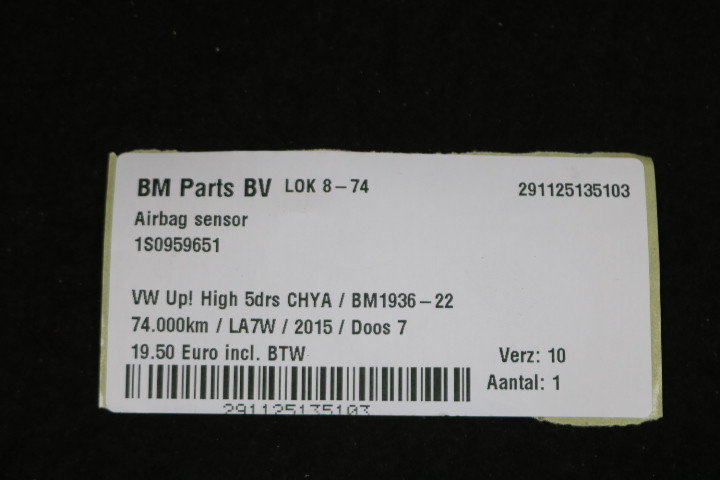 BM Parts BV LOK 8-74 291125135103
Airbag sensor
1S0959651
VW Up! High 5drs CHYA / BM1936-22
74.000km / LA7W / 2015 / Doos 7
19.50 Euro incl. BTW Verz: 10
Aantal: 1
291125135103